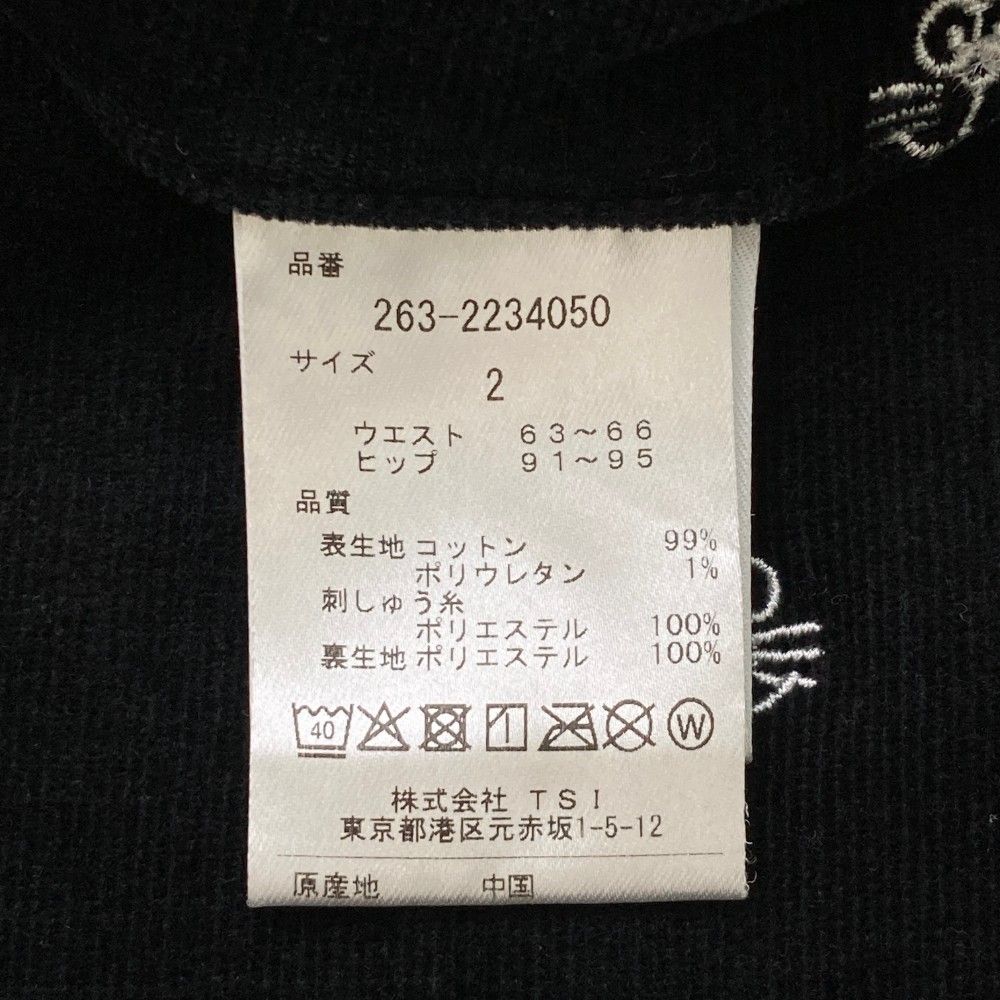 品番
263-2234050
サイズ
2
ウエスト 63～66
ヒップ 91～95
品質
表生地 コットン 99%
ポリウレタン 1%
刺しゅう糸
ポリエステル 100%
裏生地 ポリエステル 100%
40 W
株式会社 TSI
東京都港区元赤坂1-5-12
原産地 中国